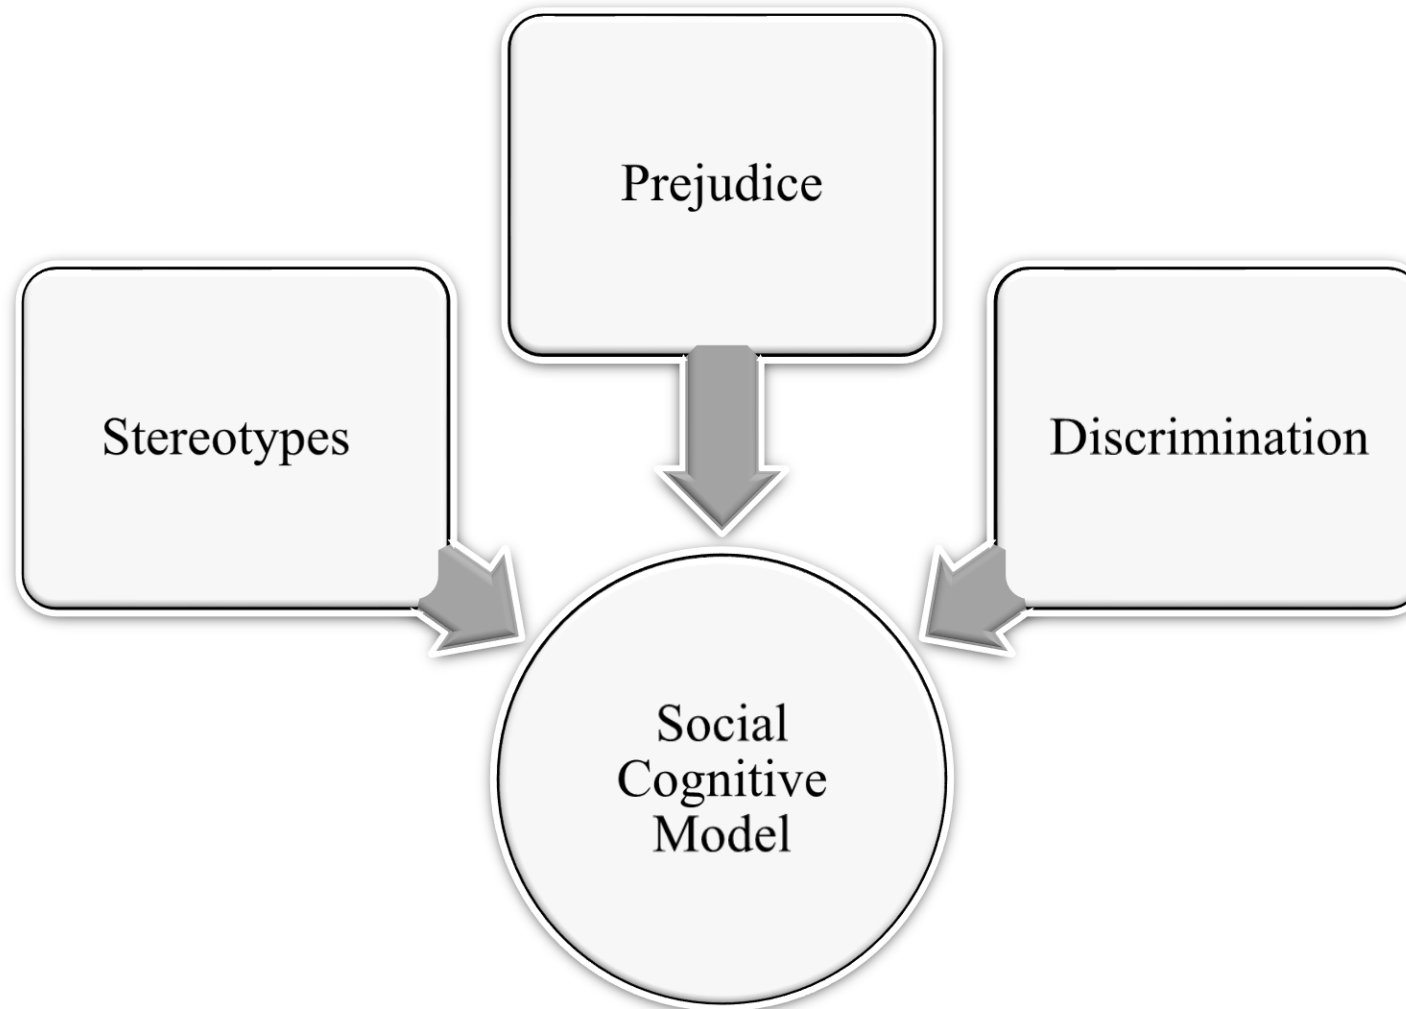 Prejudice
Stereotypes
Discrimination
Social
Cognitive
Model